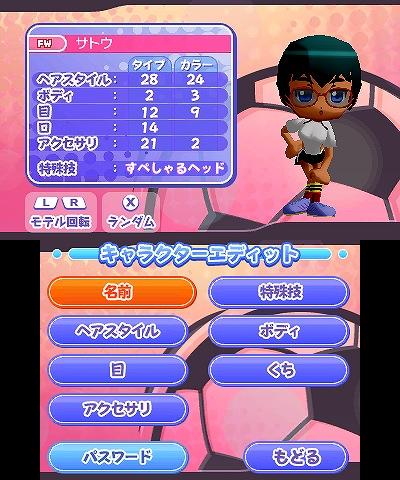 FW サトウ
タイプ カラー
ヘアスタイル : 28 24
ボディ : 2 3
目 : 12 9
口 : 14
アクセサリ : 21 2
特殊技 : すぺしゃるヘッド
L R X
モデル回転 ランダム
キャラクターエディット
名前 特殊技
ヘアスタイル ボディ
目 くち
アクセサリ
パスワード もどる